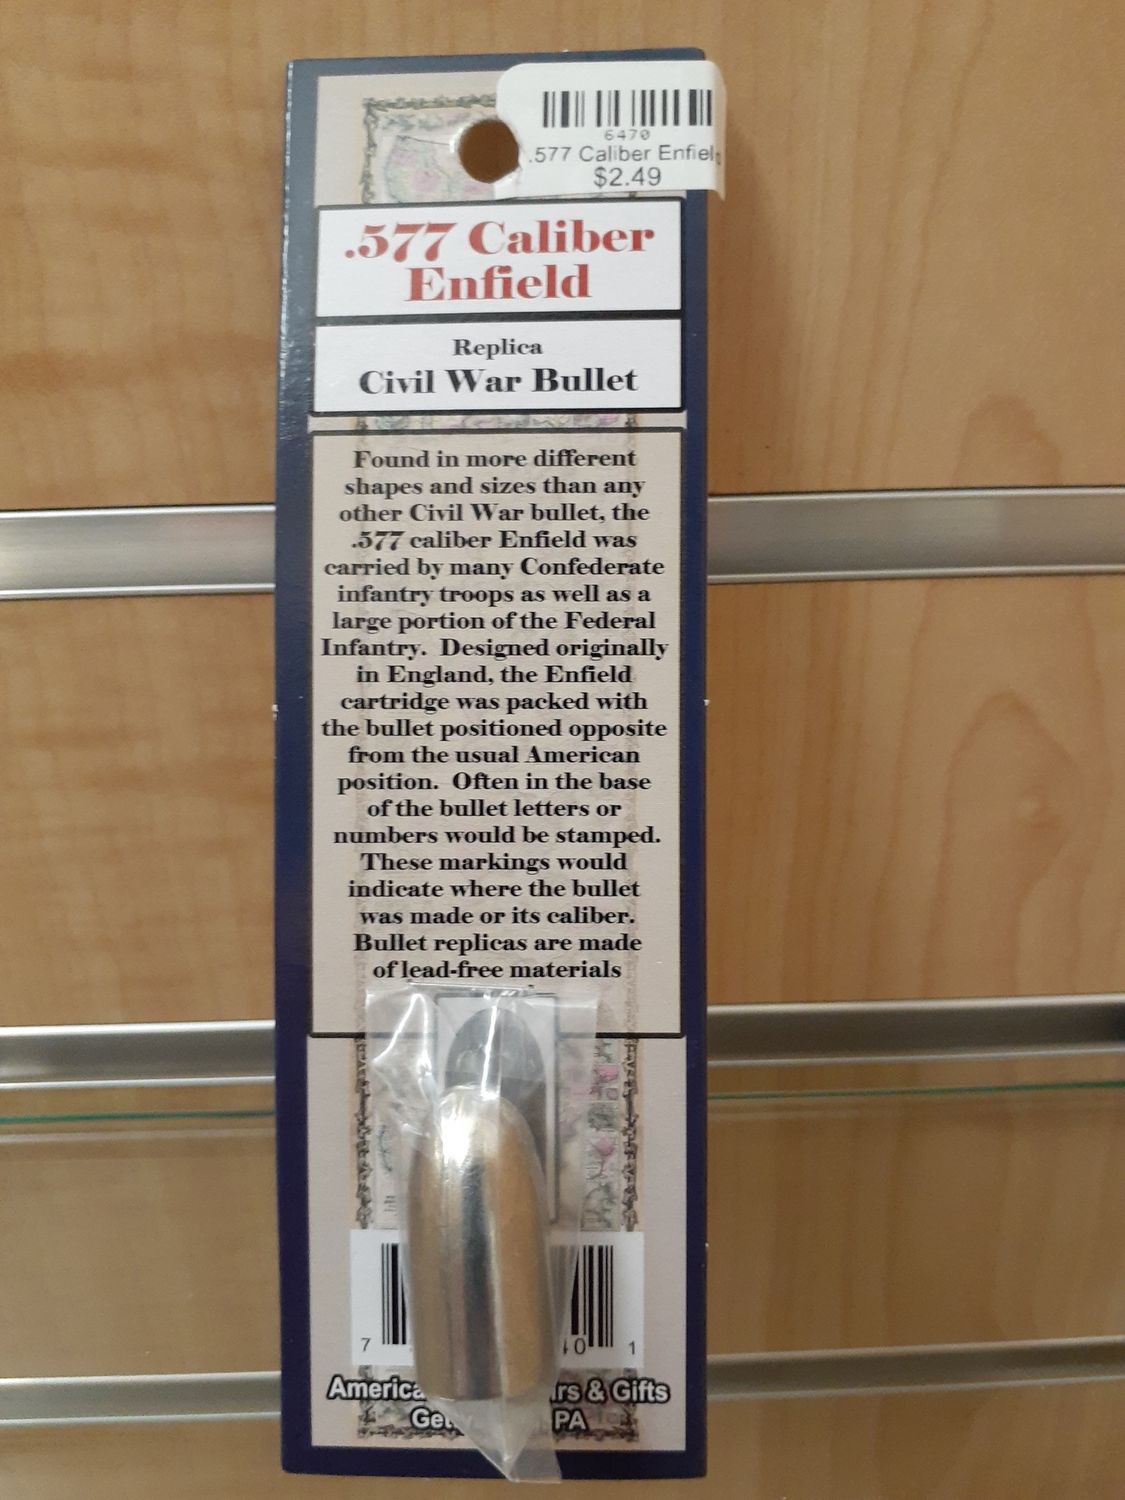 6470
.577 Caliber Enfiel
$2.49
.577 Caliber
Enfield
Replica
Civil War Bullet
Found in more different
shapes and sizes than any
other Civil War bullet, the
.577 caliber Enfield was
carried by many Confederate
infantry troops as well as a
large portion of the Federal
Infantry. Designed originally
in England, the Enfield
cartridge was packed with
the bullet positioned opposite
from the usual American
position. Often in the base
of the bullet letters or
numbers would be stamped.
These markings would
indicate where the bullet
was made or its caliber.
Bullet replicas are made
of lead-free materials
7 40 1
& Gifts
PA